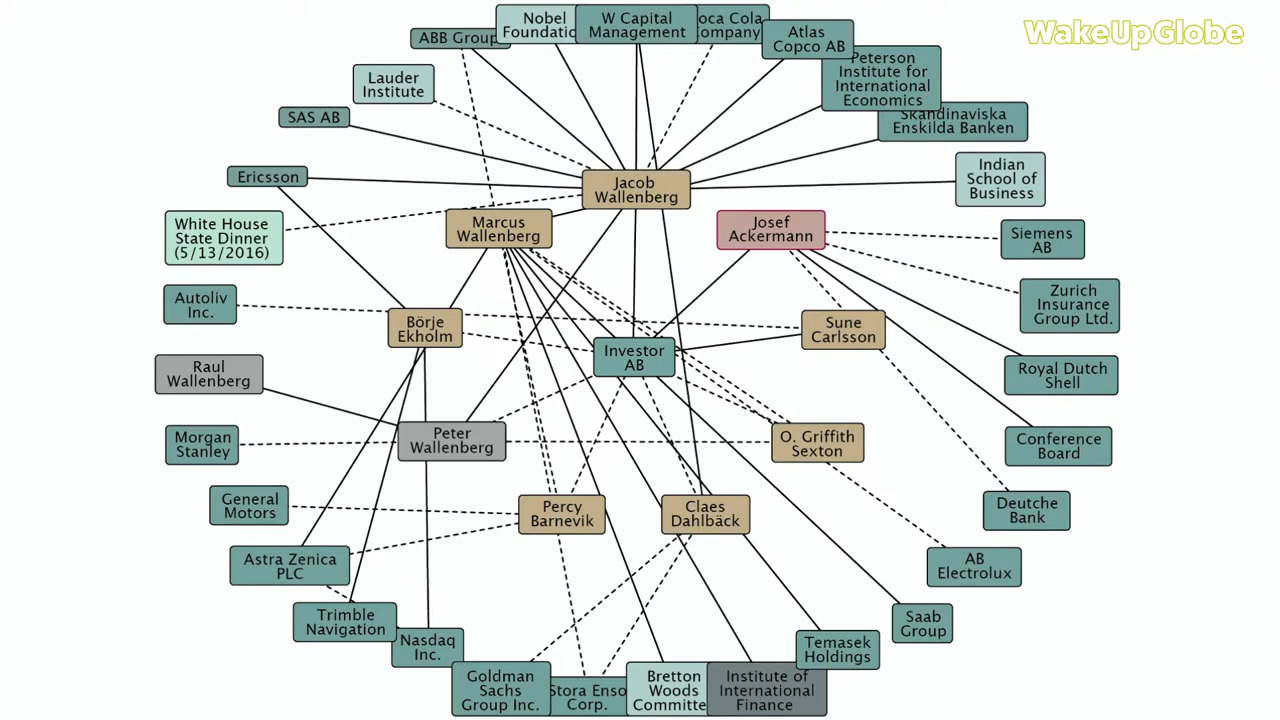 WakeUpGlobe
ABB Group
Nobel
Foundatic
W Capital
Management
oca Cola
ompany
Atlas
Copco AB
Peterson
Institute for
International
Economics
Skandinaviska
Enskilda Banken
Lauder
Institute
SAS AB
Ericsson
Indian
School of
Business
Jacob
Wallenberg
White House
State Dinner
(5/13/2016)
Marcus
Wallenberg
Josef
Ackermann
Siemens
AB
Autoliv
Inc.
Zurich
Insurance
Group Ltd.
Börje
Ekholm
Sune
Carlsson
Investor
AB
Raul
Wallenberg
Royal Dutch
Shell
Morgan
Stanley
Peter
Wallenberg
O. Griffith
Sexton
Conference
Board
General
Motors
Percy
Barnevik
Claes
Dahlbäck
Deutche
Bank
Astra Zenica
PLC
AB
Electrolux
Trimble
Navigation
Saab
Group
Nasdaq
Inc.
Temasek
Holdings
Goldman
Sachs
Group Inc.
Stora Enso
Corp.
Bretton
Woods
Committe
Institute of
International
Finance